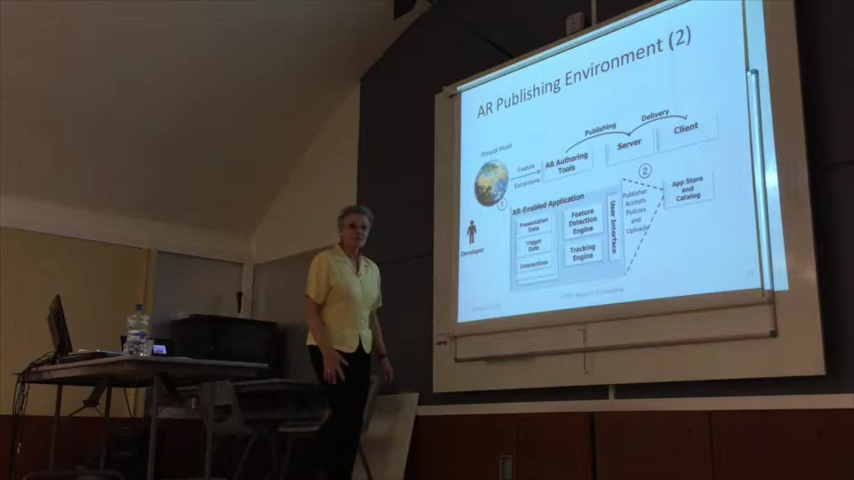 AR Publishing Environment (2)
Publishing
Delivery
Physical World
Feature
Extractions
AR Authoring
Tools
Server
Client
1
2
Developer
AR-Enabled Application
Presentation
Data
Trigger
Data
Interactions
Feature
Detection
Engine
Tracking
Engine
User Interface
Publisher
Accepts
Policies
and
Uploads
App Store
and
Catalog